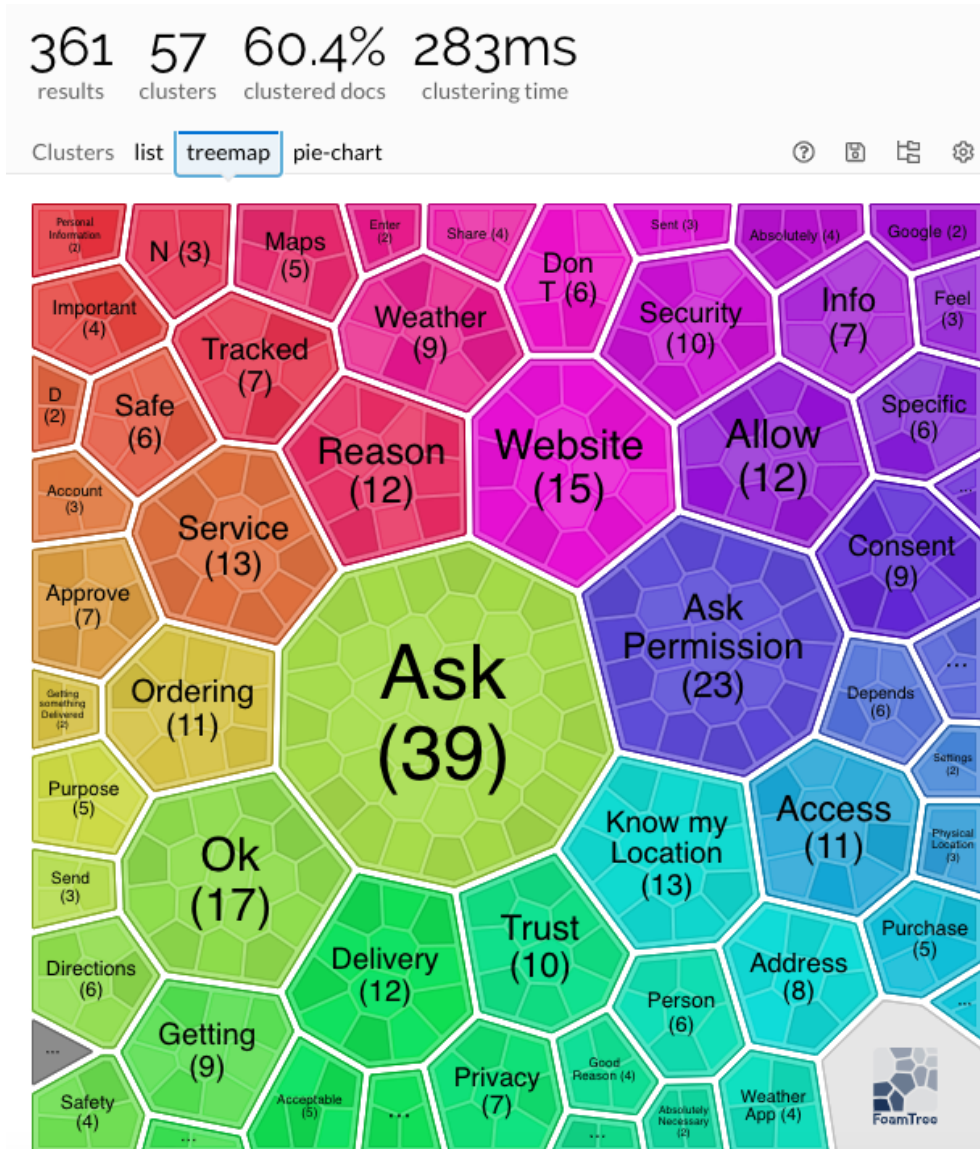 361 57 60.4% 283ms
results clusters clustered docs clustering time
Clusters list treemap pie-chart
Personal
Information
(2)
N (3)
Maps
(5)
Enter
(2)
Share (4)
Don
T (6)
Sent (3)
Absolutely (4)
Google (2)
Important
(4)
Tracked
(7)
Weather
(9)
Security
(10)
Info
(7)
Feel
(3)
D
(2)
Safe
(6)
Reason
(12)
Website
(15)
Allow
(12)
Specific
(6)
...
Account
(3)
Service
(13)
Consent
(9)
Approve
(7)
Ask
(39)
Ask
Permission
(23)
...
Getting
something
Delivered
(2)
Ordering
(11)
Depends
(6)
Settings
(2)
Purpose
(5)
Ok
(17)
Know my
Location
(13)
Access
(11)
Physical
Location
(3)
Send
(3)
Delivery
(12)
Trust
(10)
Purchase
(5)
Directions
(6)
Address
(8)
Person
(6)
...
...
Getting
(9)
Privacy
(7)
Good
Reason (4)
FoamTree
Safety
(4)
Acceptable
(5)
...
Absolutely
Necessary
(2)
Weather
App (4)
...
...